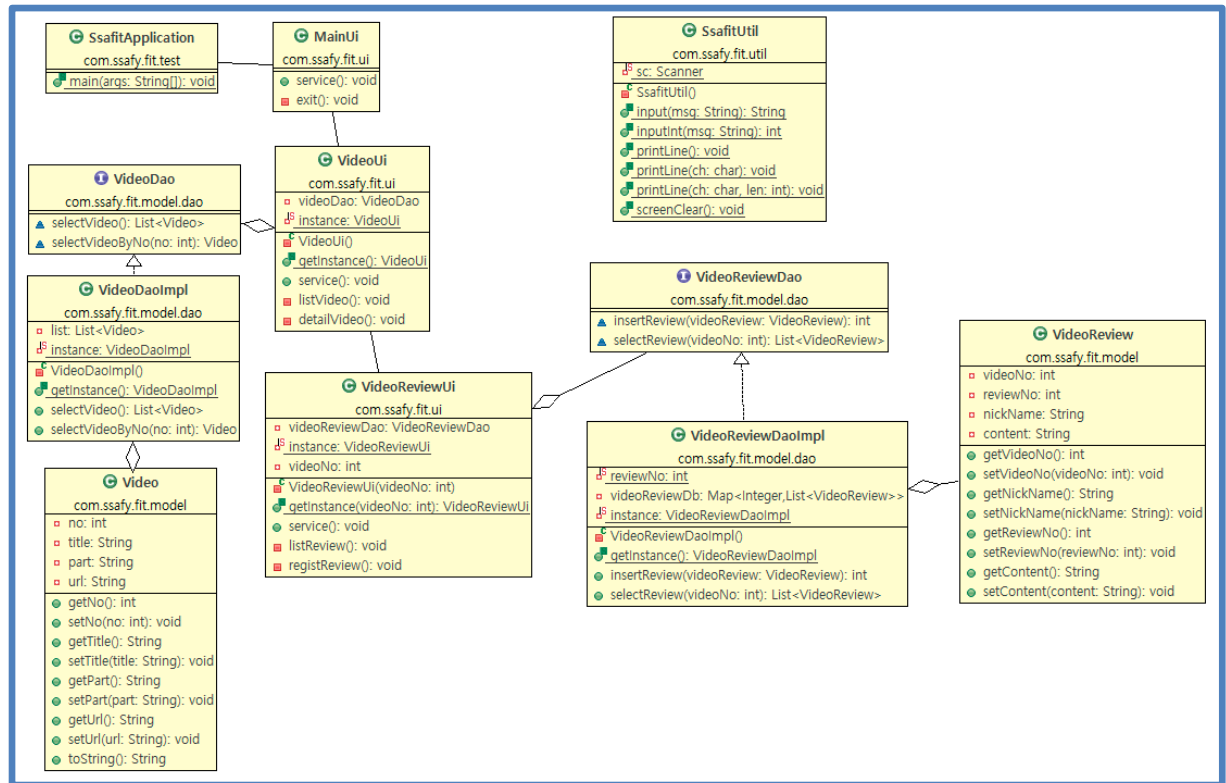 SsafitApplication
com.ssafy.fit.test
main(args: String[]): void
MainUi
com.ssafy.fit.ui
service(): void
exit(): void
SsafitUtil
com.ssafy.fit.util
sc: Scanner
SsafitUtil()
input(msg: String): String
inputInt(msg: String): int
printLine(): void
printLine(ch: char): void
printLine(ch: char, len: int): void
screenClear(): void
VideoDao
com.ssafy.fit.model.dao
selectVideo(): List<Video>
selectVideoByNo(no: int): Video
VideoUi
com.ssafy.fit.ui
videoDao: VideoDao
instance: VideoUi
VideoUi()
getInstance(): VideoUi
service(): void
listVideo(): void
detailVideo(): void
VideoDaoImpl
com.ssafy.fit.model.dao
list: List<Video>
instance: VideoDaoImpl
VideoDaoImpl()
getInstance(): VideoDaoImpl
selectVideo(): List<Video>
selectVideoByNo(no: int): Video
VideoReviewDao
com.ssafy.fit.model.dao
insertReview(videoReview: VideoReview): int
selectReview(videoNo: int): List<VideoReview>
VideoReview
com.ssafy.fit.model
videoNo: int
reviewNo: int
nickName: String
content: String
getVideoNo(): int
setVideoNo(videoNo: int): void
getNickName(): String
setNickName(nickName: String): void
getReviewNo(): int
setReviewNo(reviewNo: int): void
getContent(): String
setContent(content: String): void
VideoReviewUi
com.ssafy.fit.ui
videoReviewDao: VideoReviewDao
instance: VideoReviewUi
videoNo: int
VideoReviewUi(videoNo: int)
getInstance(videoNo: int): VideoReviewUi
service(): void
listReview(): void
registReview(): void
VideoReviewDaoImpl
com.ssafy.fit.model.dao
reviewNo: int
videoReviewDb: Map<Integer,List<VideoReview>>
instance: VideoReviewDaoImpl
VideoReviewDaoImpl()
getInstance(): VideoReviewDaoImpl
insertReview(videoReview: VideoReview): int
selectReview(videoNo: int): List<VideoReview>
Video
com.ssafy.fit.model
no: int
title: String
part: String
url: String
getNo(): int
setNo(no: int): void
getTitle(): String
setTitle(title: String): void
getPart(): String
setPart(part: String): void
getUrl(): String
setUrl(url: String): void
toString(): String